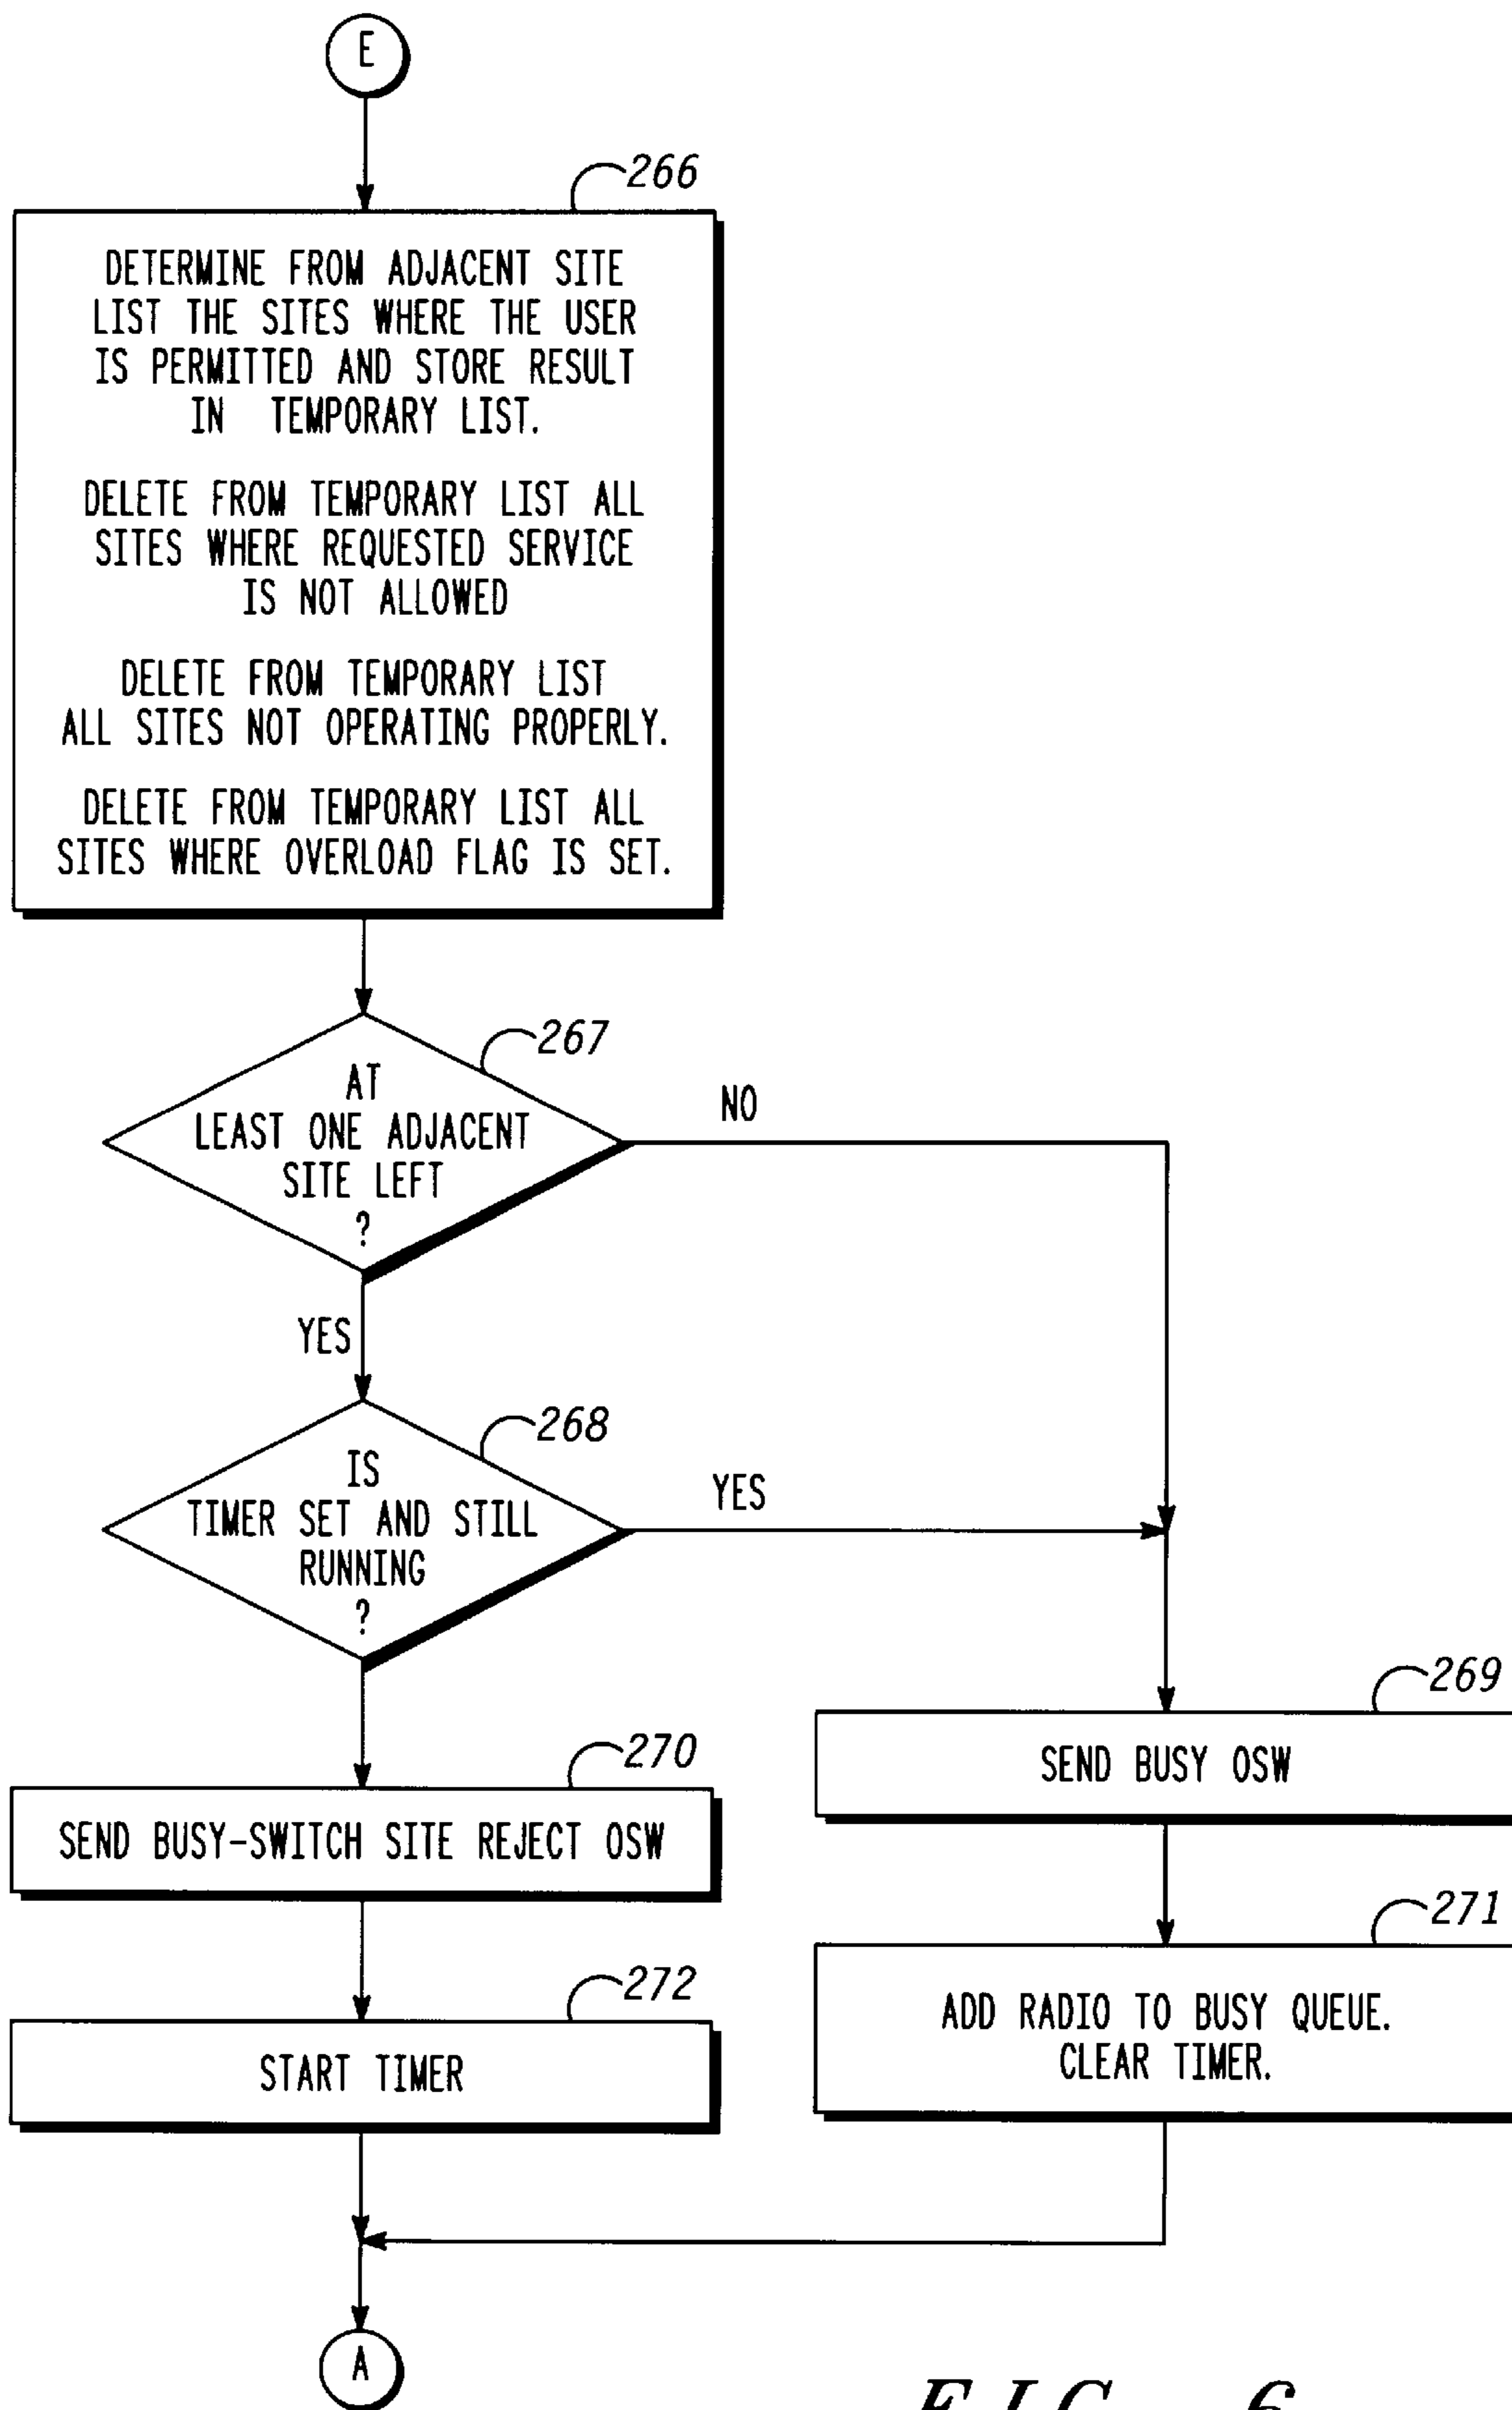 E
266
DETERMINE FROM ADJACENT SITE
LIST THE SITES WHERE THE USER
IS PERMITTED AND STORE RESULT
IN TEMPORARY LIST.
DELETE FROM TEMPORARY LIST ALL
SITES WHERE REQUESTED SERVICE
IS NOT ALLOWED
DELETE FROM TEMPORARY LIST
ALL SITES NOT OPERATING PROPERLY.
DELETE FROM TEMPORARY LIST ALL
SITES WHERE OVERLOAD FLAG IS SET.
267
AT
LEAST ONE ADJACENT
SITE LEFT
?
NO
YES
268
IS
TIMER SET AND STILL
RUNNING
?
YES
269
SEND BUSY OSW
270
SEND BUSY-SWITCH SITE REJECT OSW
271
ADD RADIO TO BUSY QUEUE.
CLEAR TIMER.
272
START TIMER
A
FIG. 6